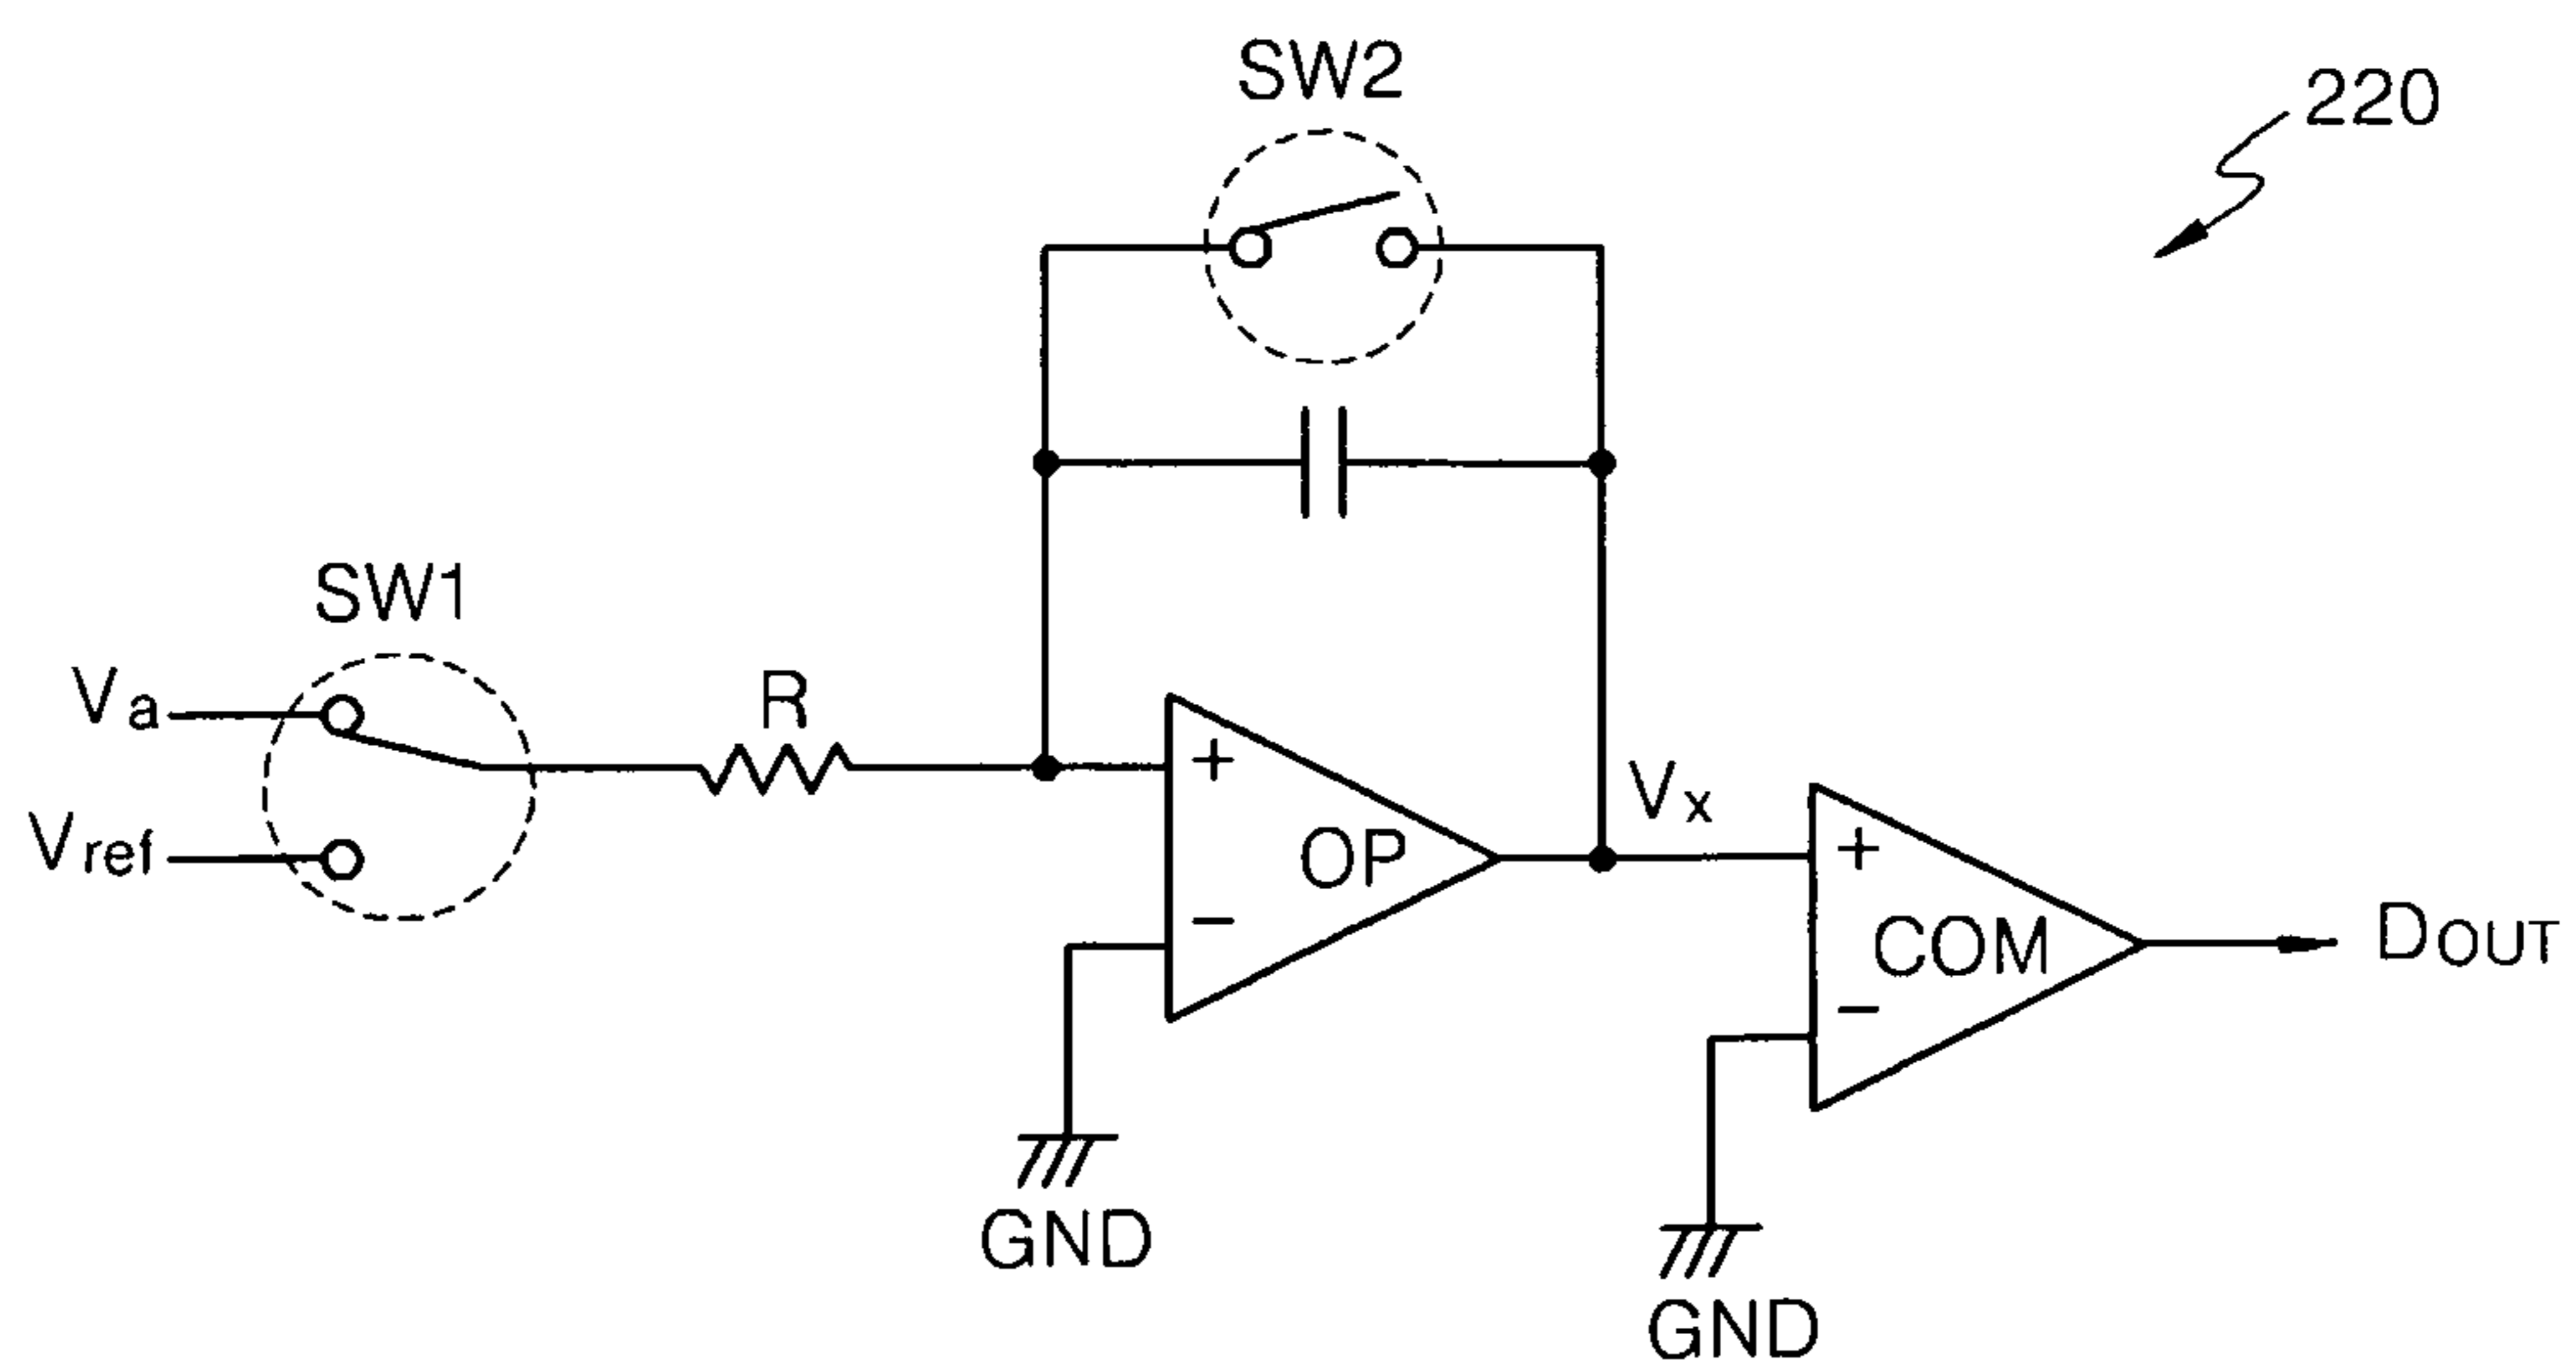 SW2
220
SW1
Va
R
Vref
+
-
OP
Vx
+
-
COM
DOUT
GND
GND